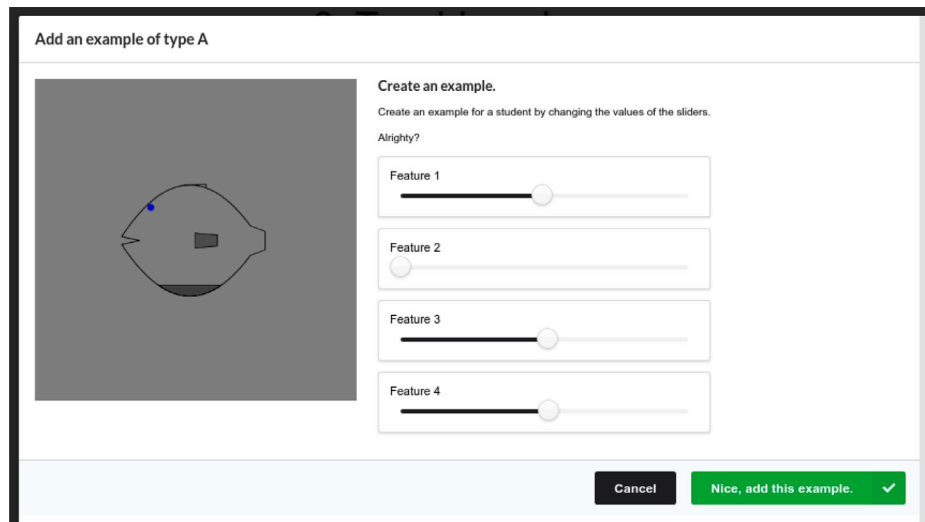 Add an example of type A
Create an example.
Create an example for a student by changing the values of the sliders.
Alrighty?
Feature 1
Feature 2
Feature 3
Feature 4
Cancel
Nice, add this example.